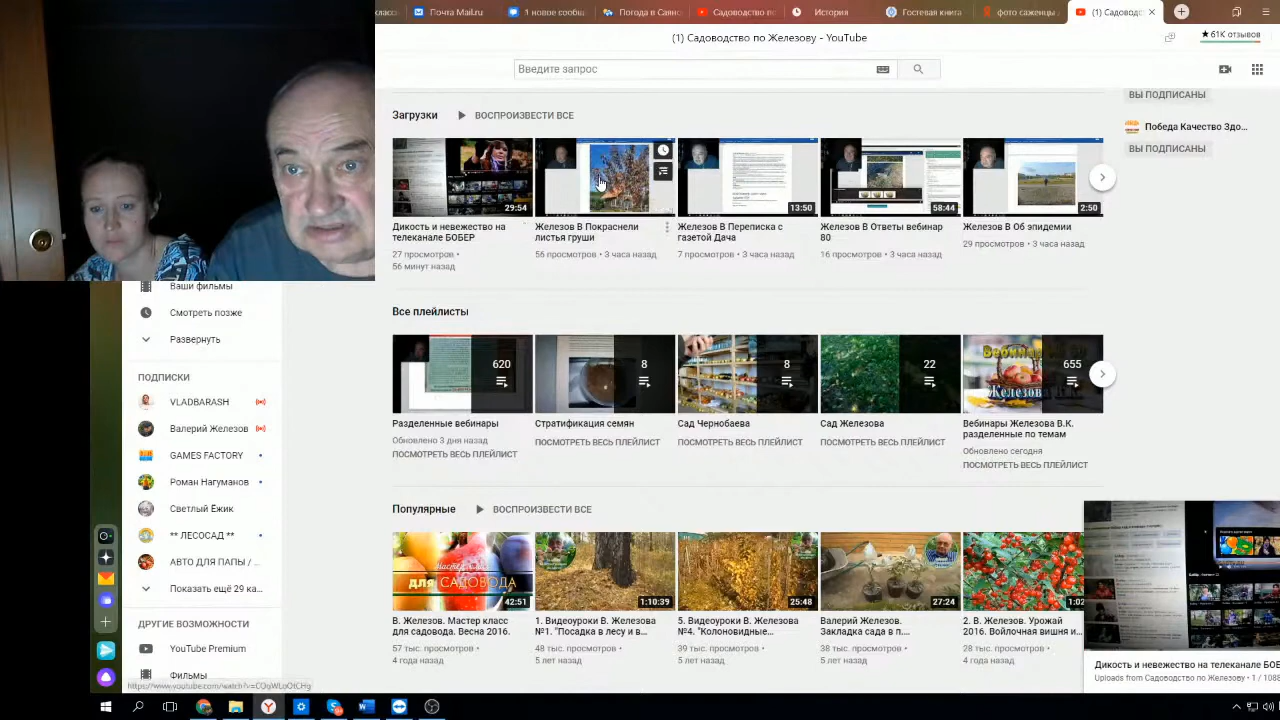 класс
Почта Mail.ru
1 новое сообщ
Погода в Саянс
Садоводство по
История
Гостевая книга
фото саженцы
(1) Садоводс
(1) Садоводство по Железову - YouTube
★61K отзывов
Введите запрос
Загрузки
ВОСПРОИЗВЕСТИ ВСЕ
ВЫ ПОДПИСАНЫ
Победа Качество Здо...
ВЫ ПОДПИСАНЫ
29:54
13:50
58:44
2:50
Дикость и невежество на
телеканале БОБЕР
27 просмотров •
56 минут назад
Железов В Покраснели
листья груши
56 просмотров • 3 часа назад
Железов В Переписка с
газетой Дача
7 просмотров • 3 часа назад
Железов В Ответы вебинар
80
16 просмотров • 3 часа назад
Железов В Об эпидемии
29 просмотров • 3 часа назад
Ваши фильмы
Смотреть позже
Развернуть
ПОДПИСКИ
VLADBARASH
Валерий Железов
GAMES FACTORY
Роман Нагуманов
Светлый Ёжик
** ЛЕСОСАД **
АВТО ДЛЯ ПАПЫ / ...
Показать ещё 29 ка...
ДРУГИЕ ВОЗМОЖНОСТИ
YouTube Premium
Фильмы
Все плейлисты
620
8
8
22
655
Вебинары
Железова
Разделенные вебинары
Обновлено 3 дня назад
ПОСМОТРЕТЬ ВЕСЬ ПЛЕЙЛИСТ
Стратификация семян
ПОСМОТРЕТЬ ВЕСЬ ПЛЕЙЛИСТ
Сад Чернобаева
ПОСМОТРЕТЬ ВЕСЬ ПЛЕЙЛИСТ
Сад Железова
ПОСМОТРЕТЬ ВЕСЬ ПЛЕЙЛИСТ
Вебинары Железова В.К.
разделенные по темам
Обновлено сегодня
ПОСМОТРЕТЬ ВЕСЬ ПЛЕЙЛИСТ
Популярные
ВОСПРОИЗВЕСТИ ВСЕ
Мастер класс
для САДОВОДА
42:51
1:10:39
25:48
27:24
1:02
В. Железов. Мастер класс
для садовода. Весна 2016.
57 тыс. просмотров •
4 года назад
1. Видеоуроки В. Железова
№1. "Посадка в лесу и в...
48 тыс. просмотров •
5 лет назад
5. Видеоуроки В. Железова
№4. "Колоновидные...
39 тыс. просмотров •
5 лет назад
Валерий Железов.
Закладка сада в п....
38 тыс. просмотров •
5 лет назад
2. В. Железов. Урожай
2016. Войлочная вишня и...
28 тыс. просмотров •
4 года назад
Дикость и невежество на телеканале БОБЕ
Uploads from Садоводство по Железову • 1 / 1088